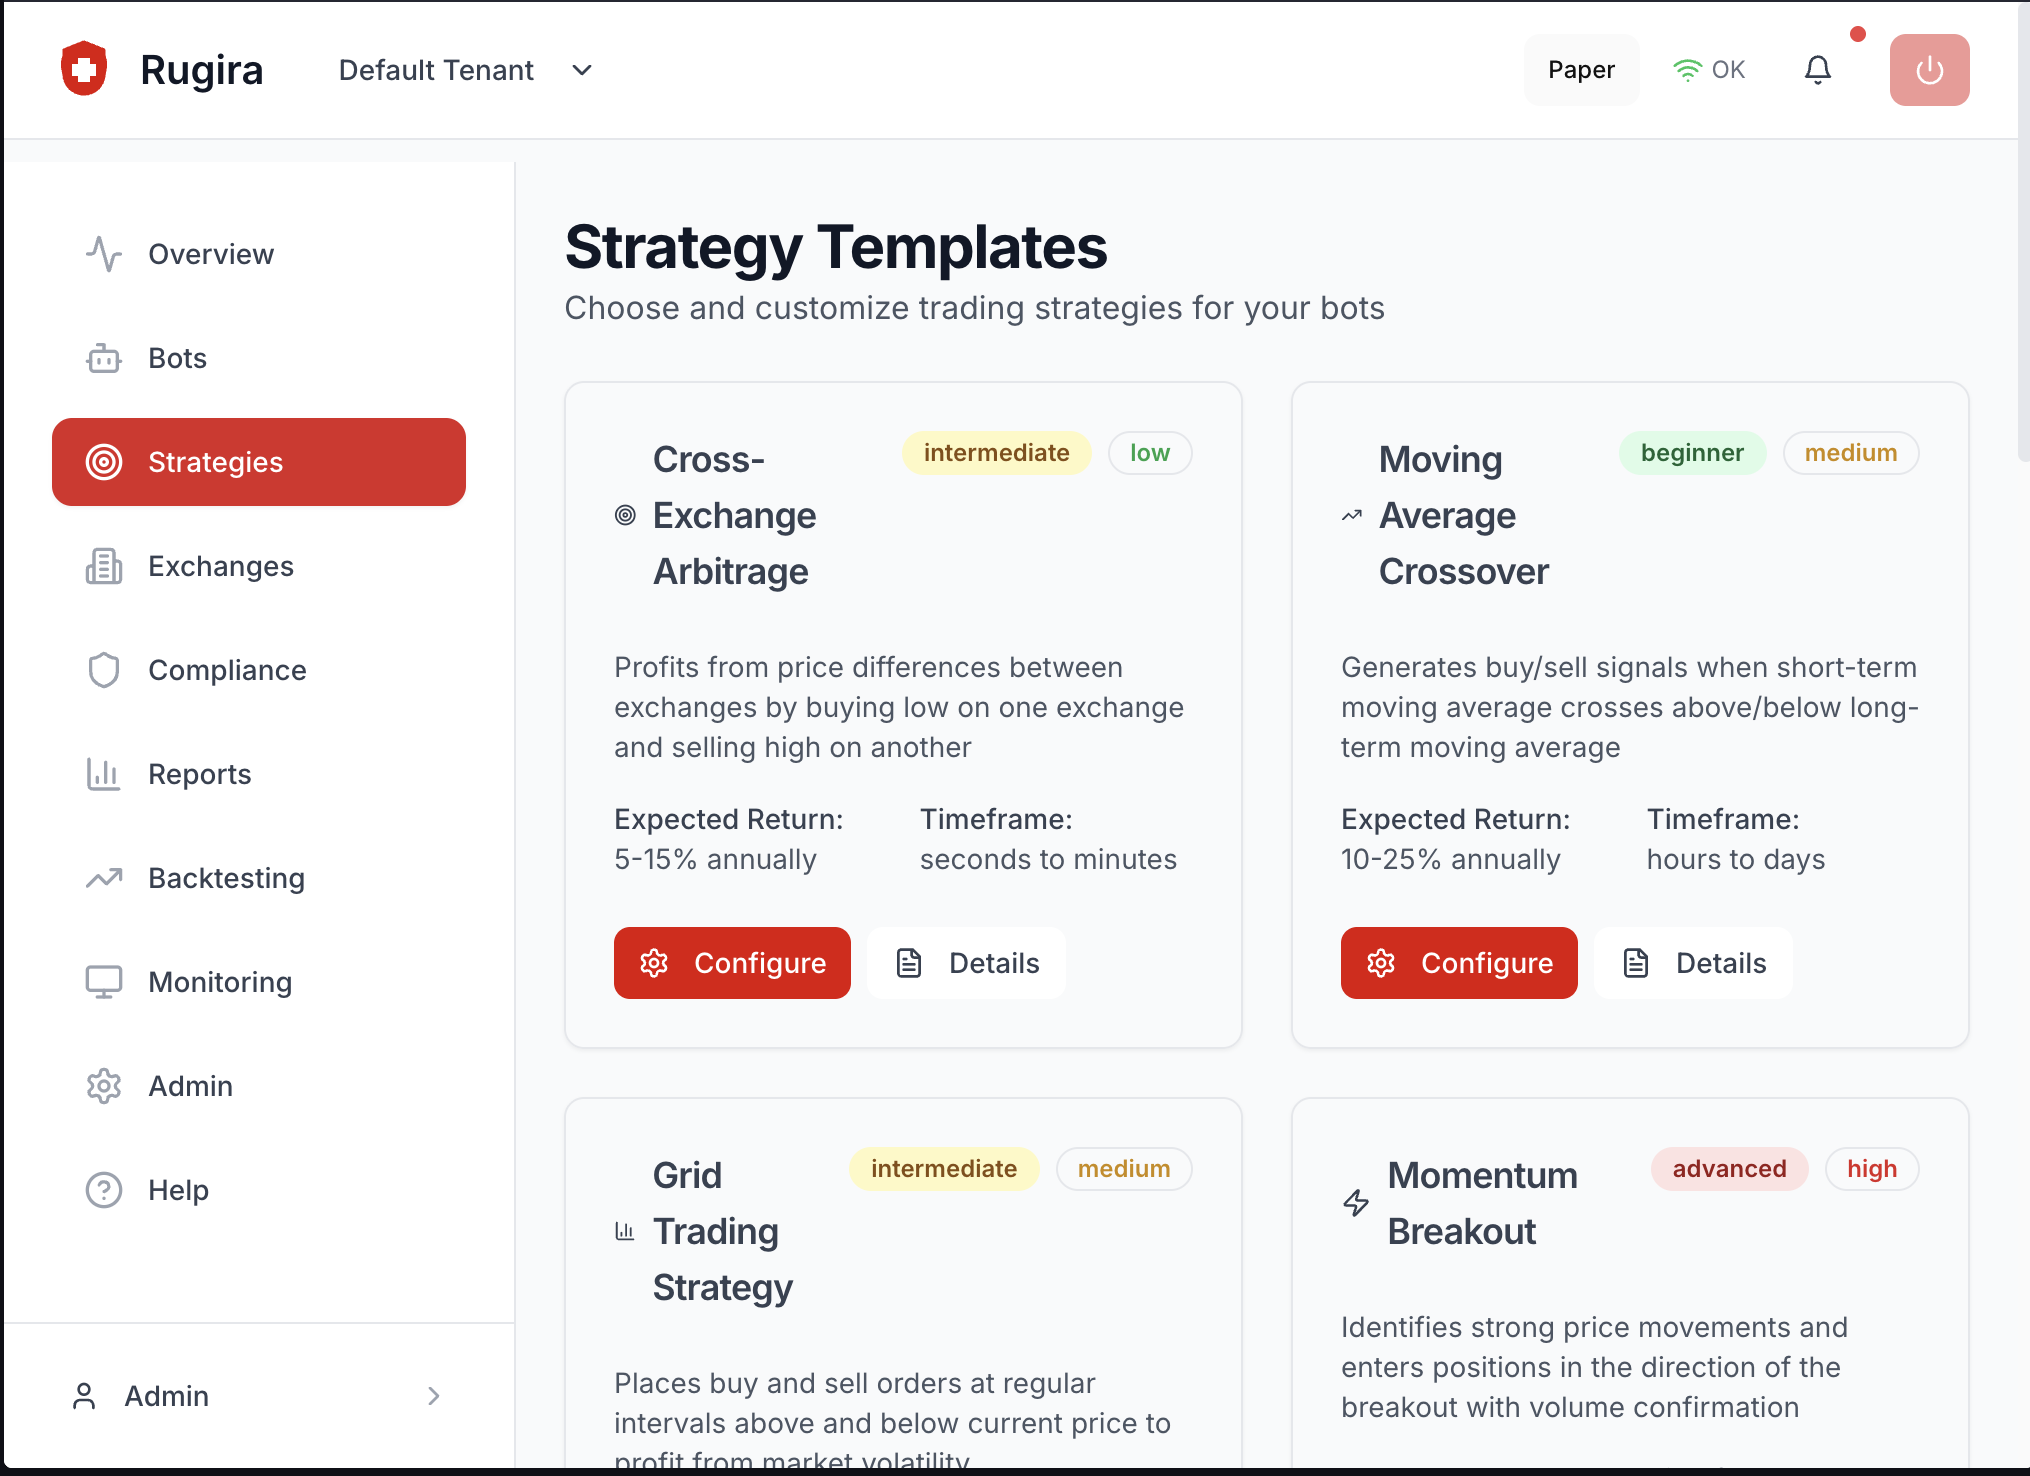 Rugira
Default Tenant
Paper
OK
Overview
Bots
Strategies
Exchanges
Compliance
Reports
Backtesting
Monitoring
Admin
Help
Admin
Strategy Templates
Choose and customize trading strategies for your bots
Cross-
Exchange
Arbitrage
intermediate
low
Profits from price differences between
exchanges by buying low on one exchange
and selling high on another
Expected Return:
5-15% annually
Timeframe:
seconds to minutes
Configure
Details
Moving
Average
Crossover
beginner
medium
Generates buy/sell signals when short-term
moving average crosses above/below long-
term moving average
Expected Return:
10-25% annually
Timeframe:
hours to days
Configure
Details
Grid
Trading
Strategy
intermediate
medium
Places buy and sell orders at regular
intervals above and below current price to
profit from market volatility
Momentum
Breakout
advanced
high
Identifies strong price movements and
enters positions in the direction of the
breakout with volume confirmation